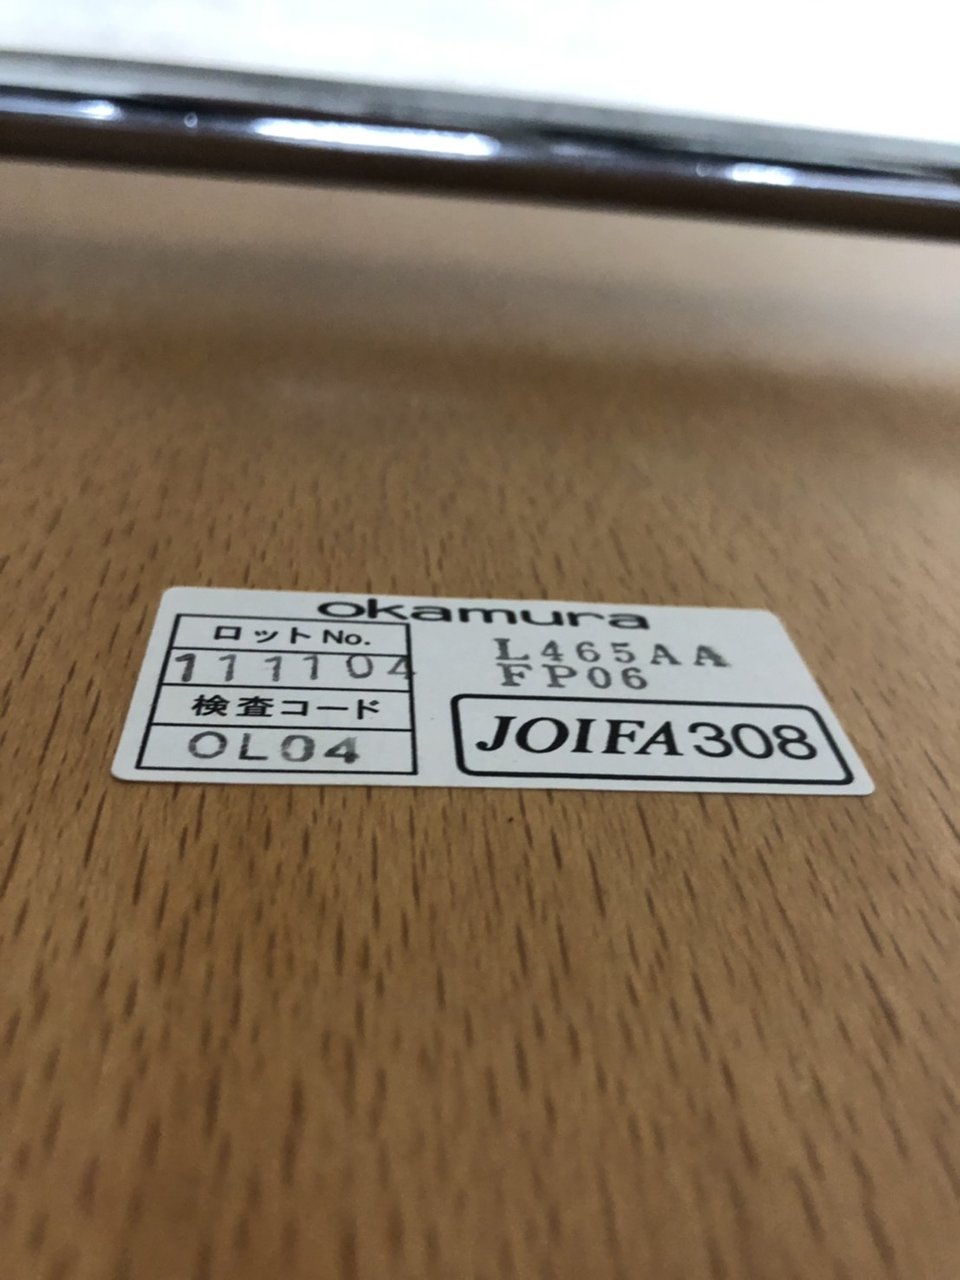 okamura
ロットNo.
111104
検査コード
OL04
L465AA
FP06
JOIFA308